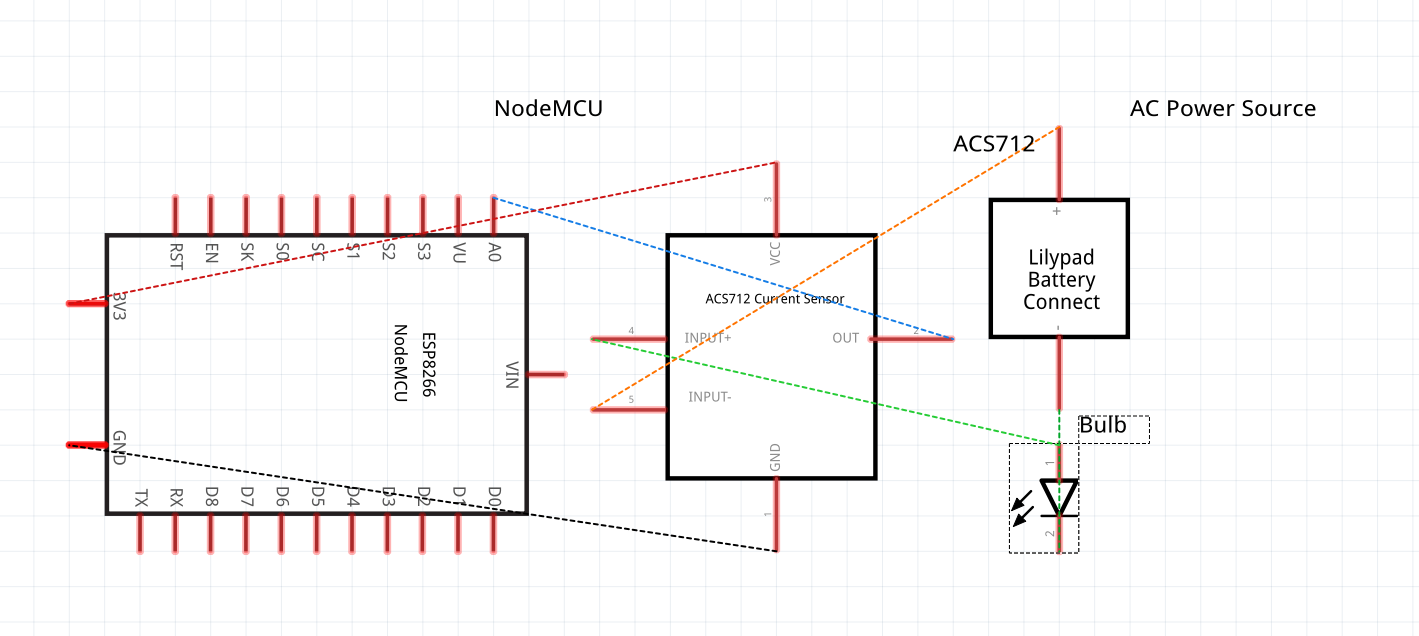 NodeMCU
AC Power Source
ACS712
RST
EN
SK
S0
SC
S1
S2
S3
VU
A0
3V3
GND
ESP8266
NodeMCU
VIN
TX
RX
D8
D7
D6
D5
D4
D3
D2
D1
D0
3
VCC
ACS712 Current Sensor
4
INPUT+
OUT
2
5
INPUT-
GND
1
+
Lilypad
Battery
Connect
-
Bulb
1
2